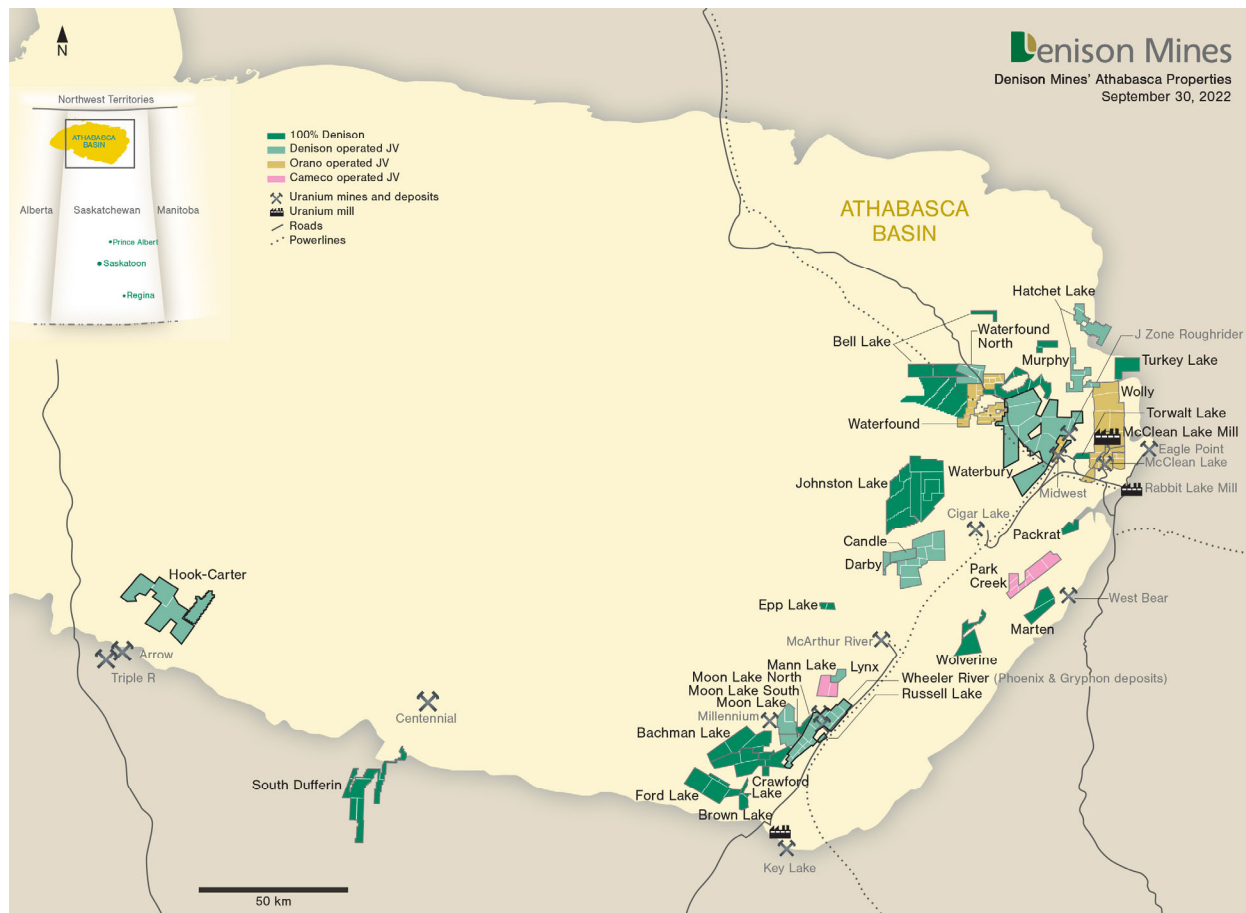 Denison Mines
Denison Mines' Athabasca Properties
September 30, 2022
N
Northwest Territories
ATHABASCA
BASIN
Alberta
Saskatchewan
Manitoba
Prince Albert
Saskatoon
Regina
100% Denison
Denison operated JV
Orano operated JV
Cameco operated JV
Uranium mines and deposits
Uranium mill
Roads
Powerlines
ATHABASCA
BASIN
Hatchet Lake
J Zone Roughrider
Bell Lake
Waterfound
North
Murphy
Turkey Lake
Wolly
Torwalt Lake
Waterfound
McClean Lake Mill
Eagle Point
McClean Lake
Waterbury
Johnston Lake
Midwest
Rabbit Lake Mill
Cigar Lake
Packrat
Candle
Darby
Park
Creek
Hook-Carter
West Bear
Epp Lake
Marten
McArthur River
Wolverine
Arrow
Triple R
Mann Lake
Lynx
Moon Lake North
Wheeler River (Phoenix & Gryphon deposits)
Moon Lake South
Russell Lake
Moon Lake
Millennium
Centennial
Bachman Lake
South Dufferin
Crawford
Lake
Ford Lake
Brown Lake
Key Lake
50 km